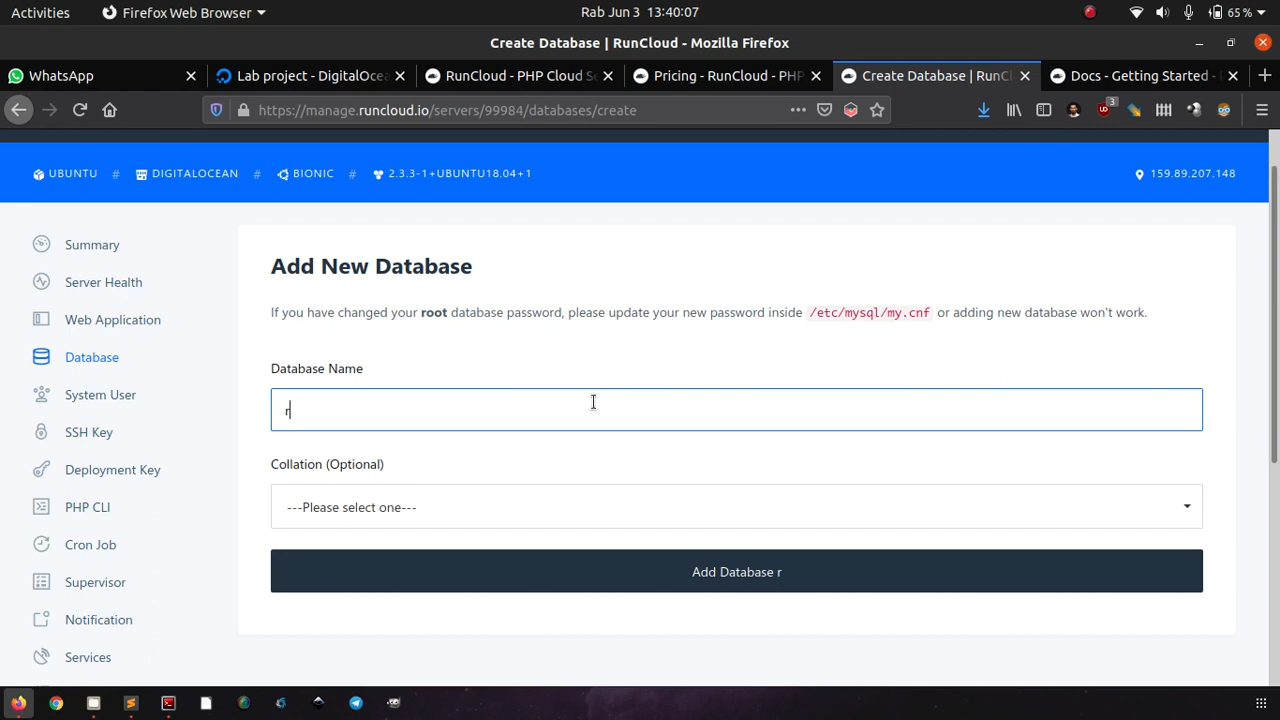 Activities
Firefox Web Browser
Rab Jun 3 13:40:07
65 %
Create Database | RunCloud - Mozilla Firefox
WhatsApp
Lab project - DigitalOcea
RunCloud - PHP Cloud Se
Pricing - RunCloud - PHP
Create Database | RunCl
Docs - Getting Started -
https://manage.runcloud.io/servers/99984/databases/create
3
UBUNTU # DIGITALOCEAN # BIONIC # 2.3.3-1+UBUNTU18.04+1
159.89.207.148
Summary
Server Health
Web Application
Database
System User
SSH Key
Deployment Key
PHP CLI
Cron Job
Supervisor
Notification
Services
Add New Database
If you have changed your root database password, please update your new password inside /etc/mysql/my.cnf or adding new database won't work.
Database Name
r
Collation (Optional)
---Please select one---
Add Database r